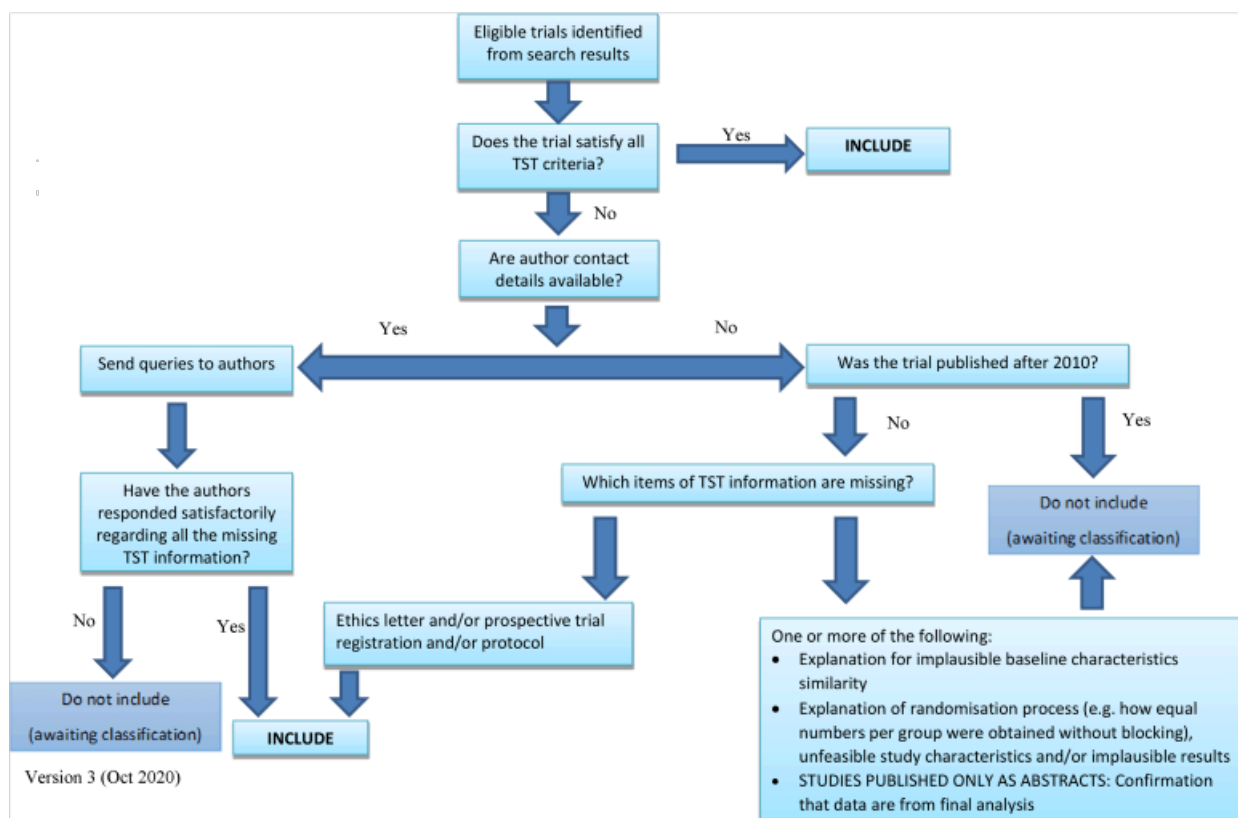 Eligible trials identified
from search results
Does the trial satisfy all
TST criteria?
Yes
INCLUDE
No
Are author contact
details available?
Yes
No
Send queries to authors
Was the trial published after 2010?
No
Yes
Have the authors
responded satisfactorily
regarding all the missing
TST information?
Which items of TST information are missing?
Do not include
(awaiting classification)
No
Yes
Ethics letter and/or prospective trial
registration and/or protocol
One or more of the following:
• Explanation for implausible baseline characteristics
similarity
• Explanation of randomisation process (e.g. how equal
numbers per group were obtained without blocking),
unfeasible study characteristics and/or implausible results
• STUDIES PUBLISHED ONLY AS ABSTRACTS: Confirmation
that data are from final analysis
Do not include
(awaiting classification)
INCLUDE
Version 3 (Oct 2020)